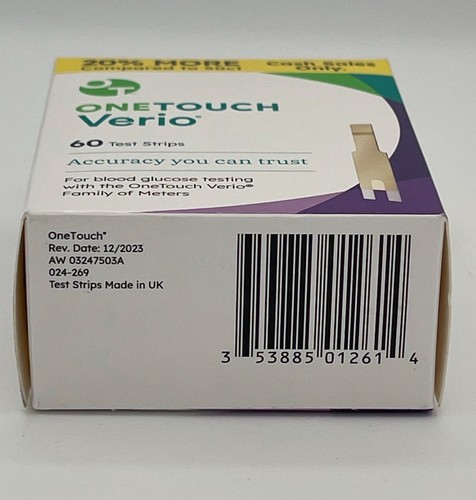 20% MORE
Compared to 50ct
Cash Sales
Only.
ONETOUCH
Verio®
60 Test Strips
Accuracy you can trust
For blood glucose testing
with the OneTouch Verio®
Family of Meters
OneTouch®
Rev. Date: 12/2023
AW 03247503A
024-269
Test Strips Made in UK
3 53885 01261 4